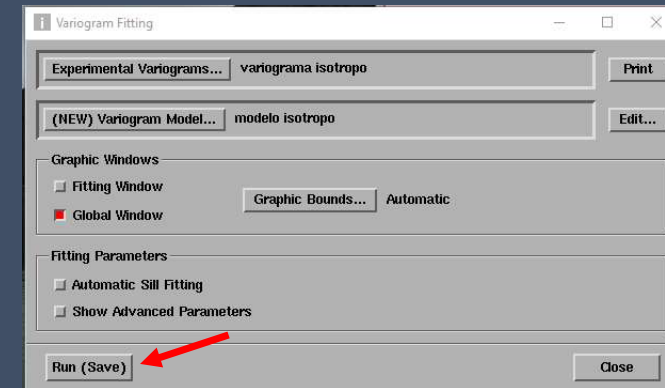 Variogram Fitting
Experimental Variograms... variograma isotropo Print
(NEW) Variogram Model... modelo isotropo Edit...
Graphic Windows
Fitting Window
Graphic Bounds... Automatic
Global Window
Fitting Parameters
Automatic Sill Fitting
Show Advanced Parameters
Run (Save) Close